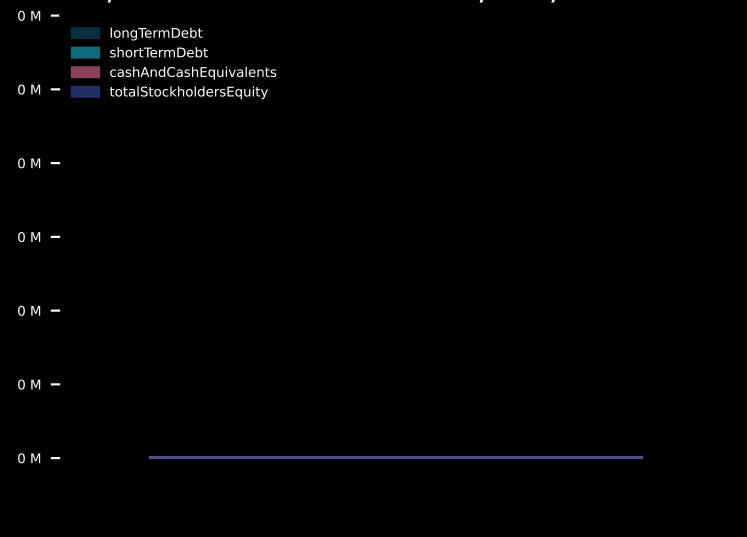 0 M
longTermDebt
shortTermDebt
cashAndCashEquivalents
0 M
totalStockholdersEquity
0 M
0 M
0 M
0 M
0 M